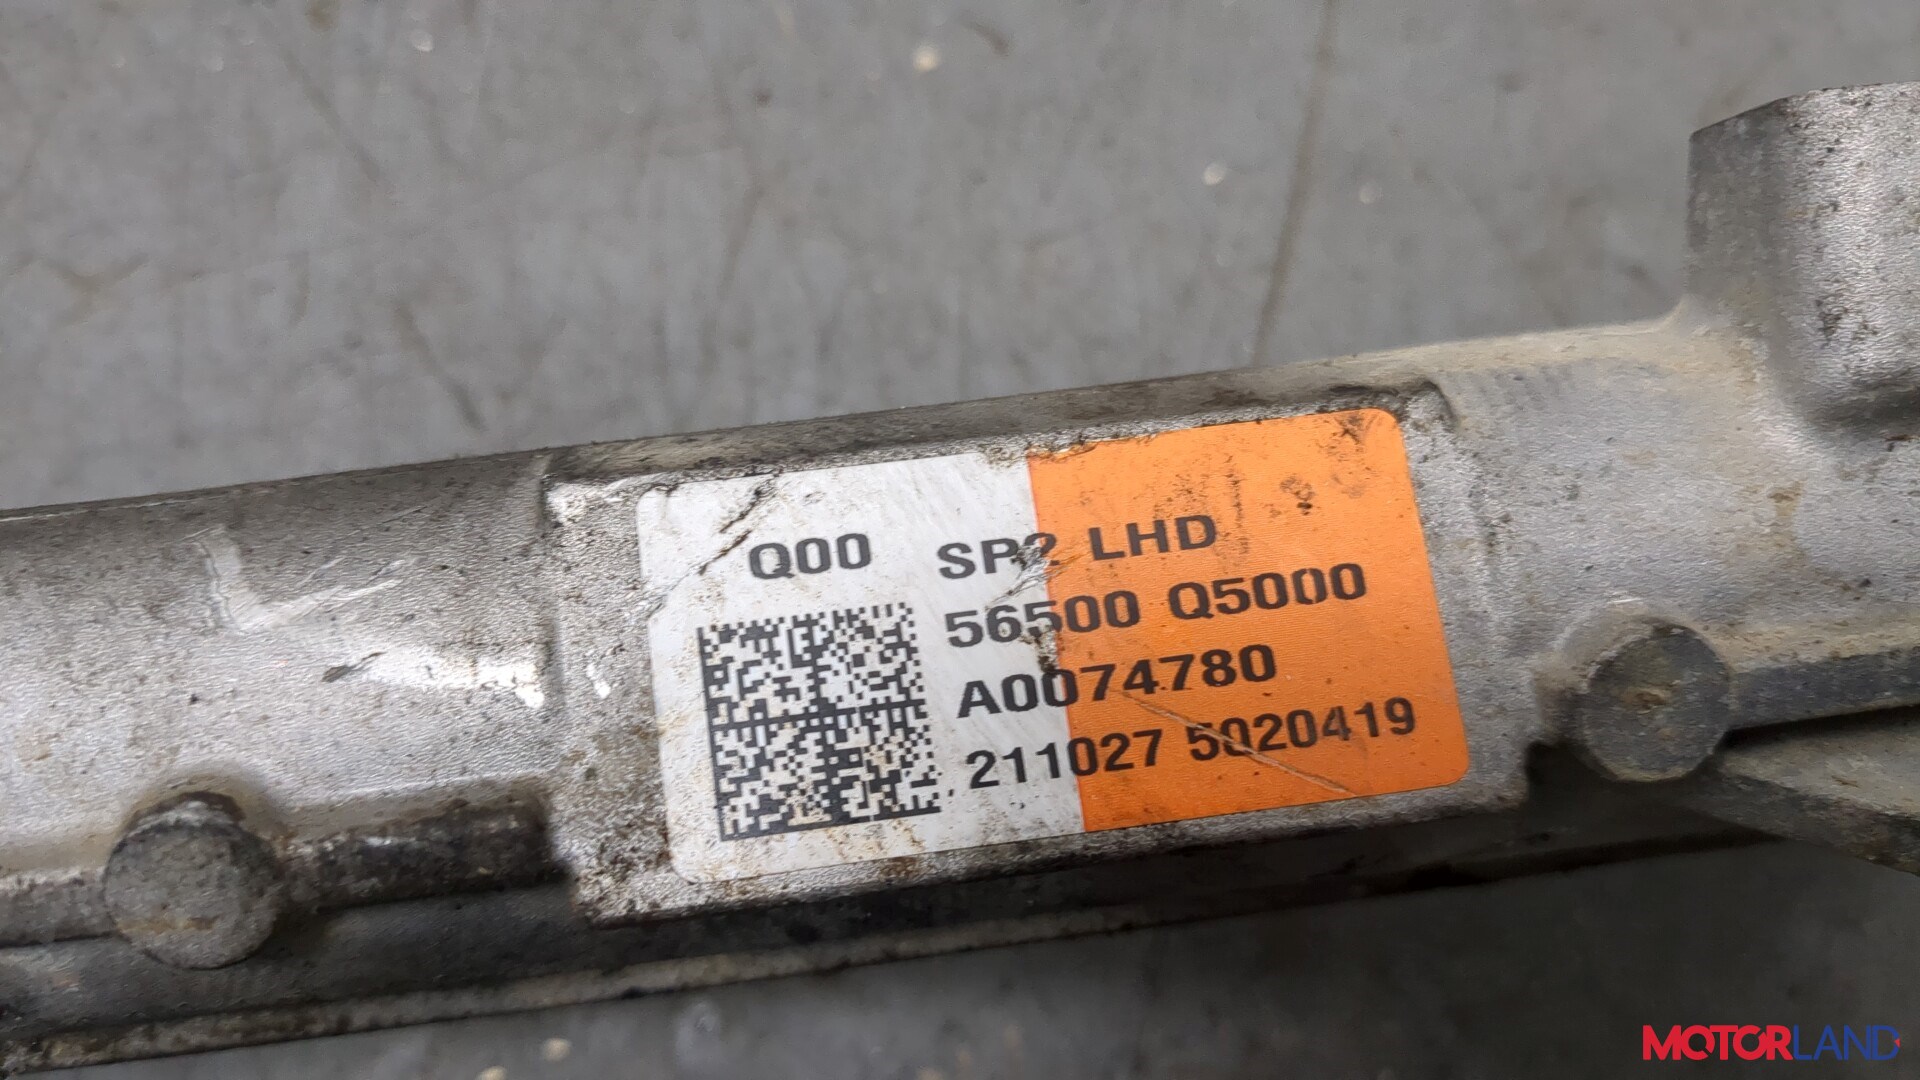 Q00 SP2 LHD
56500 Q5000
A0074780
211027 5020419
MOTORLAND